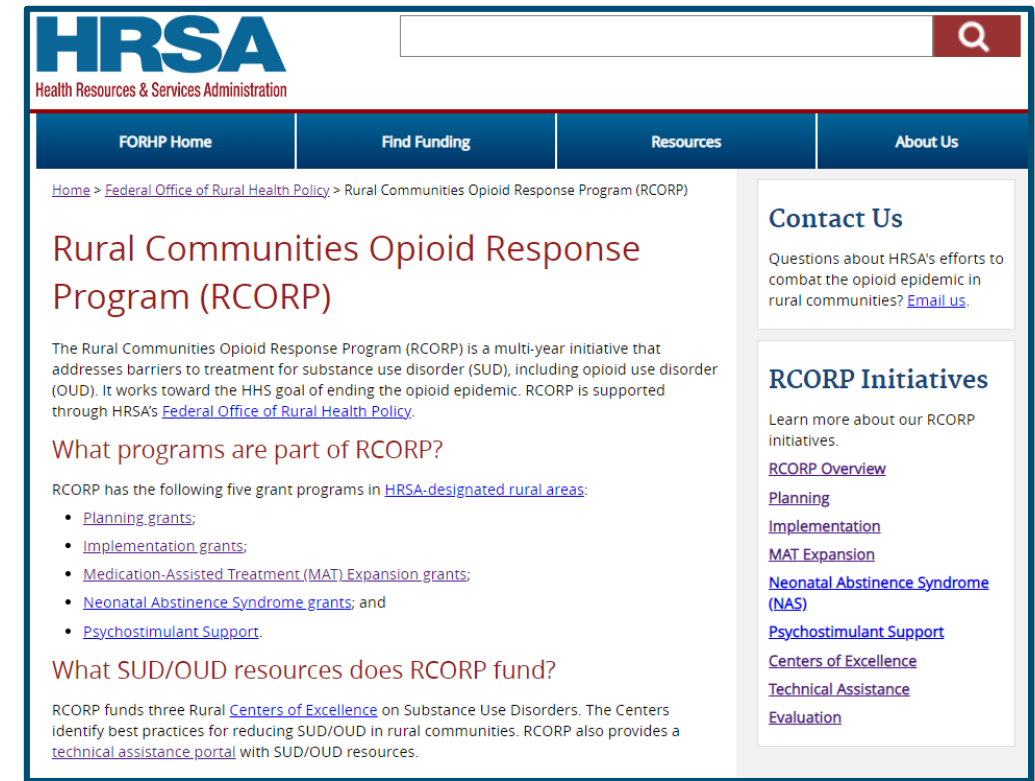 HRSA
Health Resources & Services Administration
FORHP Home
Find Funding
Resources
About Us
Home > Federal Office of Rural Health Policy > Rural Communities Opioid Response Program (RCORP)
Rural Communities Opioid Response
Program (RCORP)
The Rural Communities Opioid Response Program (RCORP) is a multi-year initiative that
addresses barriers to treatment for substance use disorder (SUD), including opioid use disorder
(OUD). It works toward the HHS goal of ending the opioid epidemic. RCORP is supported
through HRSA's Federal Office of Rural Health Policy.
What programs are part of RCORP?
RCORP has the following five grant programs in HRSA-designated rural areas:
• Planning grants;
• Implementation grants;
• Medication-Assisted Treatment (MAT) Expansion grants;
• Neonatal Abstinence Syndrome grants; and
• Psychostimulant Support.
What SUD/OUD resources does RCORP fund?
RCORP funds three Rural Centers of Excellence on Substance Use Disorders. The Centers
identify best practices for reducing SUD/OUD in rural communities. RCORP also provides a
technical assistance portal with SUD/OUD resources.
Contact Us
Questions about HRSA's efforts to
combat the opioid epidemic in
rural communities? Email us.
RCORP Initiatives
Learn more about our RCORP
initiatives.
RCORP Overview
Planning
Implementation
MAT Expansion
Neonatal Abstinence Syndrome
(NAS)
Psychostimulant Support
Centers of Excellence
Technical Assistance
Evaluation